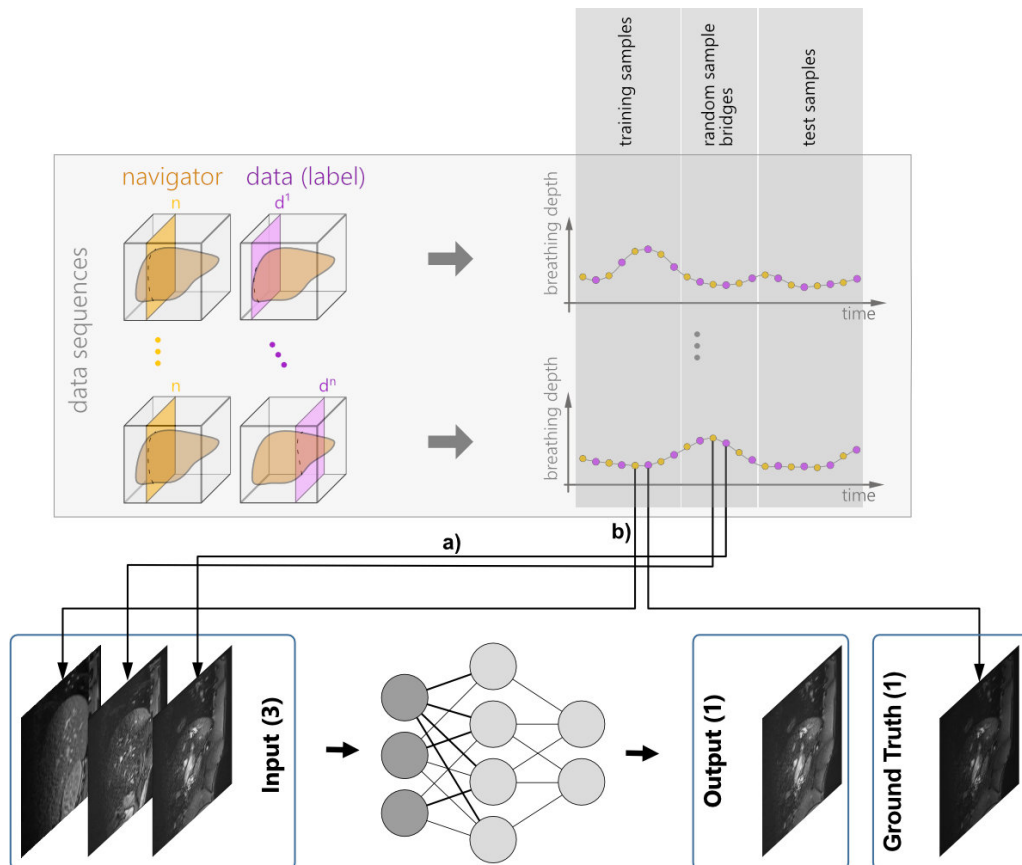 training samples
random sample
bridges
test samples
data sequences
navigator
data (label)
n
d¹
breathing depth
time
n
dⁿ
breathing depth
time
a)
b)
Input (3)
Output (1)
Ground Truth (1)